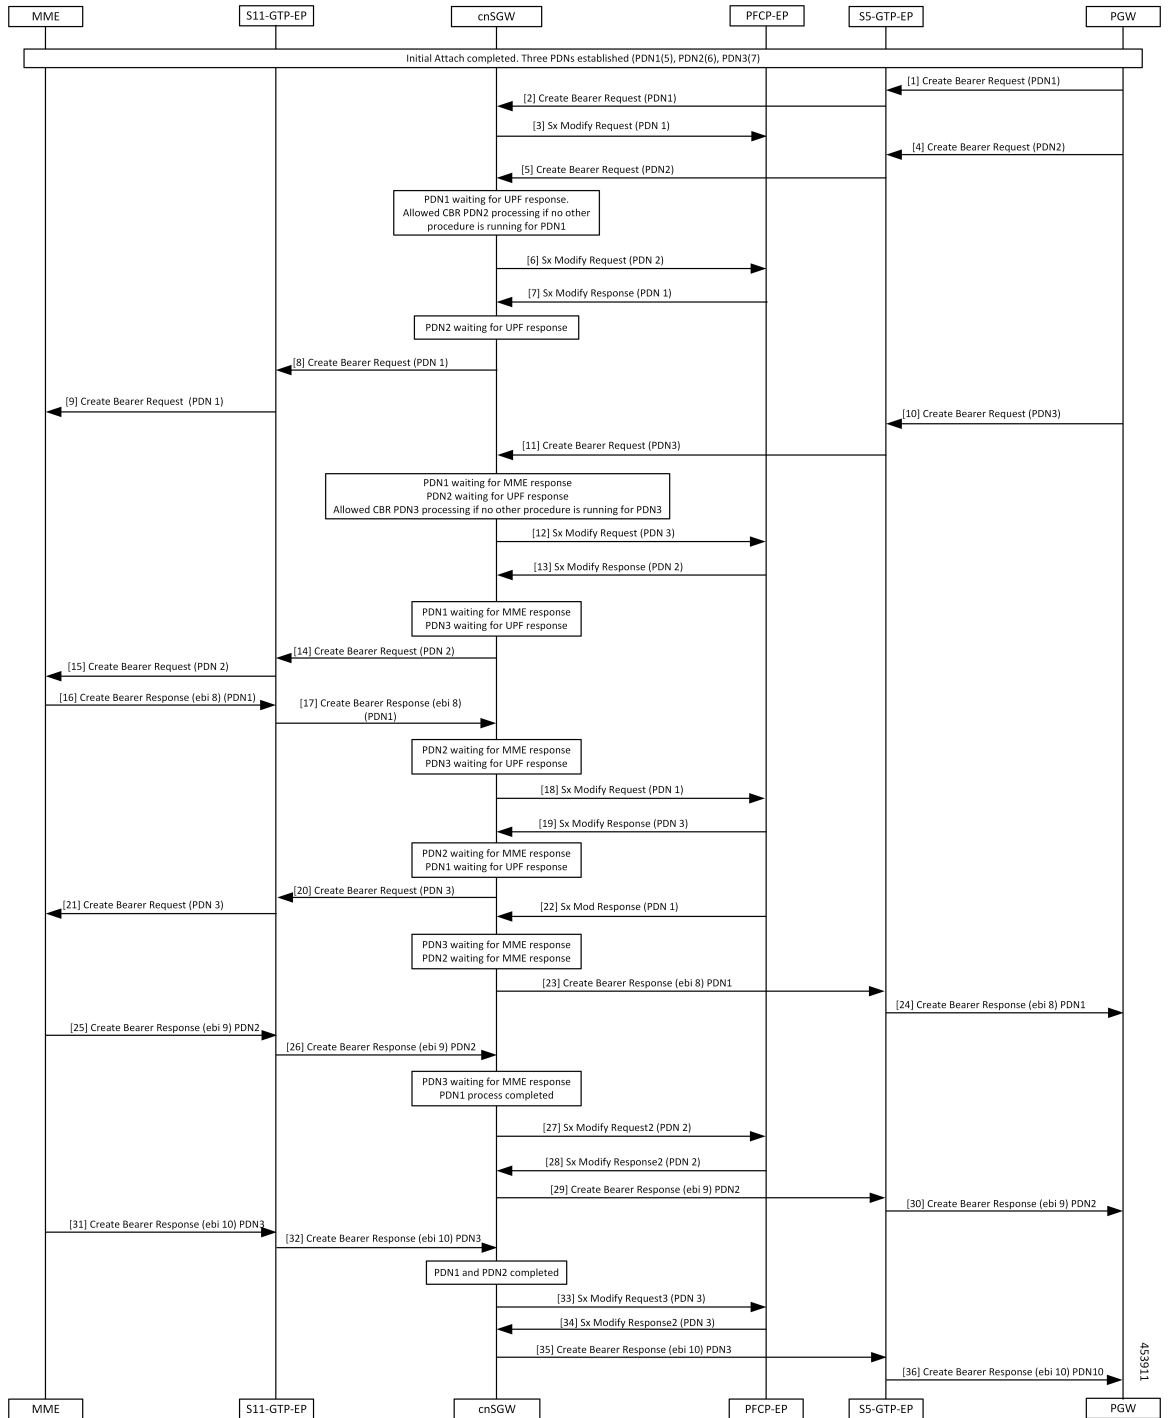 MME
S11-GTP-EP
cnSGW
PFCP-EP
S5-GTP-EP
PGW
Initial Attach completed. Three PDNs established (PDN1(5), PDN2(6), PDN3(7)
[1] Create Bearer Request (PDN1)
[2] Create Bearer Request (PDN1)
[3] Sx Modify Request (PDN 1)
[4] Create Bearer Request (PDN2)
[5] Create Bearer Request (PDN2)
PDN1 waiting for UPF response.
Allowed CBR PDN2 processing if no other
procedure is running for PDN1
[6] Sx Modify Request (PDN 2)
[7] Sx Modify Response (PDN 1)
PDN2 waiting for UPF response
[8] Create Bearer Request (PDN 1)
[9] Create Bearer Request  (PDN 1)
[10] Create Bearer Request (PDN3)
[11] Create Bearer Request (PDN3)
PDN1 waiting for MME response
PDN2 waiting for UPF response
Allowed CBR PDN3 processing if no other procedure is running for PDN3
[12] Sx Modify Request (PDN 3)
[13] Sx Modify Response (PDN 2)
PDN1 waiting for MME response
PDN3 waiting for UPF response
[14] Create Bearer Request (PDN 2)
[15] Create Bearer Request (PDN 2)
[16] Create Bearer Response (ebi 8) (PDN1)
[17] Create Bearer Response (ebi 8)
(PDN1)
PDN2 waiting for MME response
PDN3 waiting for UPF response
[18] Sx Modify Request (PDN 1)
[19] Sx Modify Response (PDN 3)
PDN2 waiting for MME response
PDN1 waiting for UPF response
[20] Create Bearer Request (PDN 3)
[21] Create Bearer Request (PDN 3)
[22] Sx Mod Response (PDN 1)
PDN3 waiting for MME response
PDN2 waiting for MME response
[23] Create Bearer Response (ebi 8) PDN1
[24] Create Bearer Response (ebi 8) PDN1
[25] Create Bearer Response (ebi 9) PDN2
[26] Create Bearer Response (ebi 9) PDN2
PDN3 waiting for MME response
PDN1 process completed
[27] Sx Modify Request2 (PDN 2)
[28] Sx Modify Response2 (PDN 2)
[29] Create Bearer Response (ebi 9) PDN2
[30] Create Bearer Response (ebi 9) PDN2
[31] Create Bearer Response (ebi 10) PDN3
[32] Create Bearer Response (ebi 10) PDN3
PDN1 and PDN2 completed
[33] Sx Modify Request3 (PDN 3)
[34] Sx Modify Response2 (PDN 3)
[35] Create Bearer Response (ebi 10) PDN3
[36] Create Bearer Response (ebi 10) PDN10
453911
MME
S11-GTP-EP
cnSGW
PFCP-EP
S5-GTP-EP
PGW